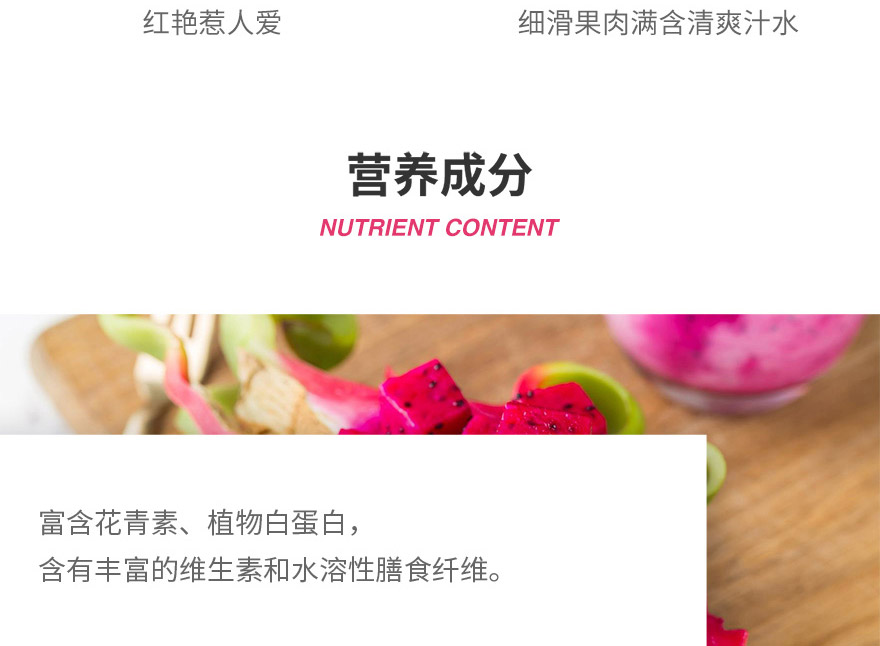 红艳惹人爱
细滑果肉满含清爽汁水
营养成分
NUTRIENT CONTENT
富含花青素、植物白蛋白，
含有丰富的维生素和水溶性膳食纤维。